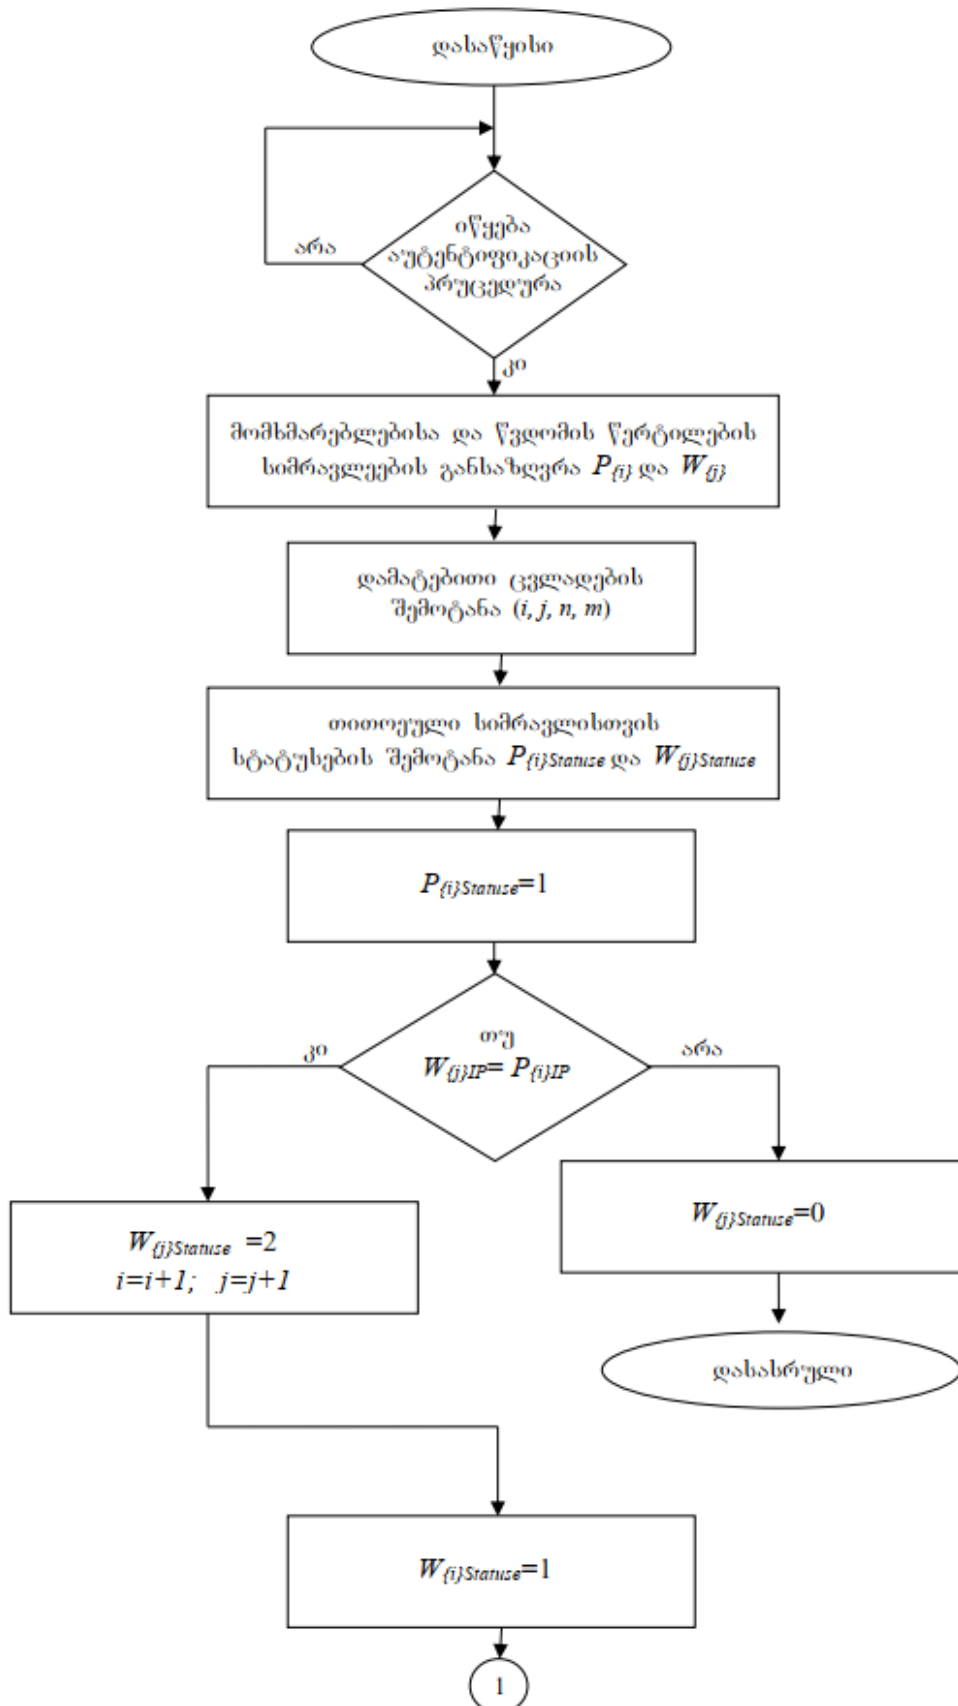 დასაწყისი
იწყება
აუტენტიფიკაციის
პრუცედურა
არა
კი
მომხმარებლებისა და წვდომის წერტილების
სიმრავლეების განსაზღვრა P{i} და W{j}
დამატებითი ცვლადების
შემოტანა (i, j, n, m)
თითოეული სიმრავლისთვის
სტატუსების შემოტანა P{i}Statuse და W{j}Statuse
P{i}Statuse=1
თუ
W{j}IP= P{i}IP
კი
არა
W{j}Statuse =2
i=i+1; j=j+1
W{j}Statuse=0
დასასრული
W{i}Statuse=1
1